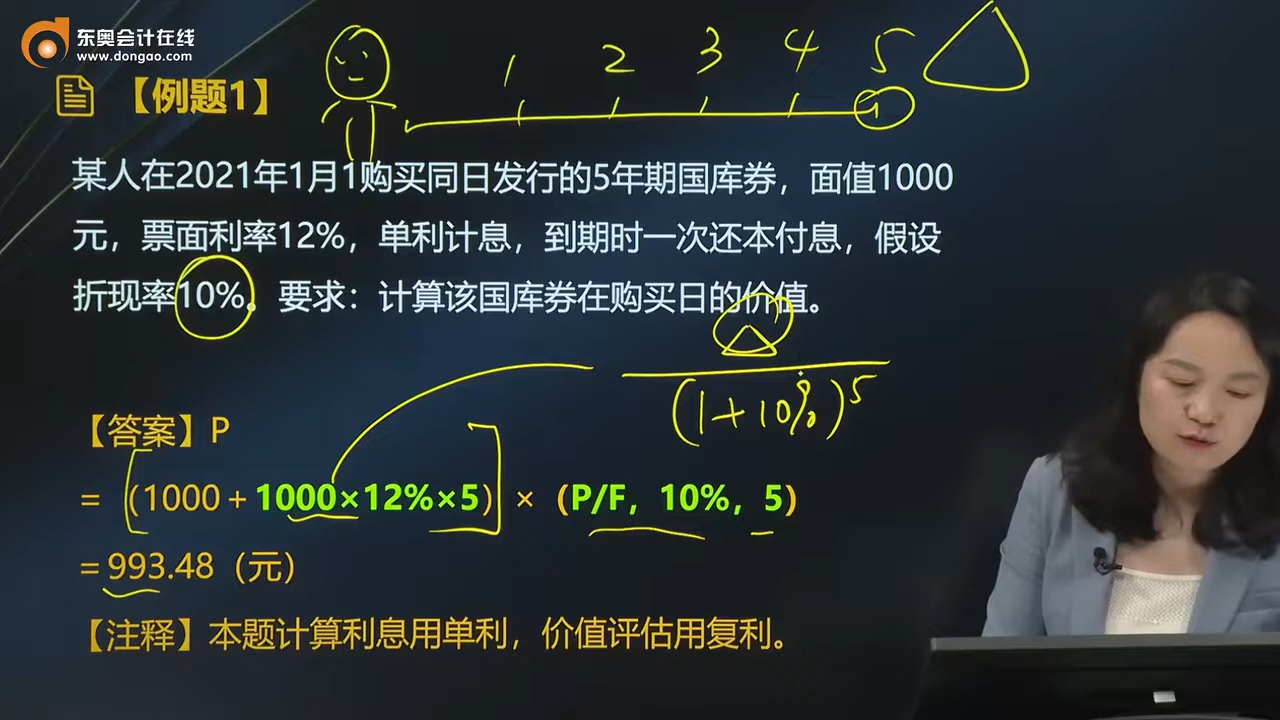 东奥会计在线
www.dongao.com
1 2 3 4 5
【例题1】
某人在2021年1月1购买同日发行的5年期国库券，面值1000
元，票面利率12%，单利计息，到期时一次还本付息，假设
折现率10%。要求：计算该国库券在购买日的价值。
(1+10%)5
【答案】P
=（1000＋1000×12%×5）×（P/F，10%，5）
=993.48（元）
【注释】本题计算利息用单利，价值评估用复利。